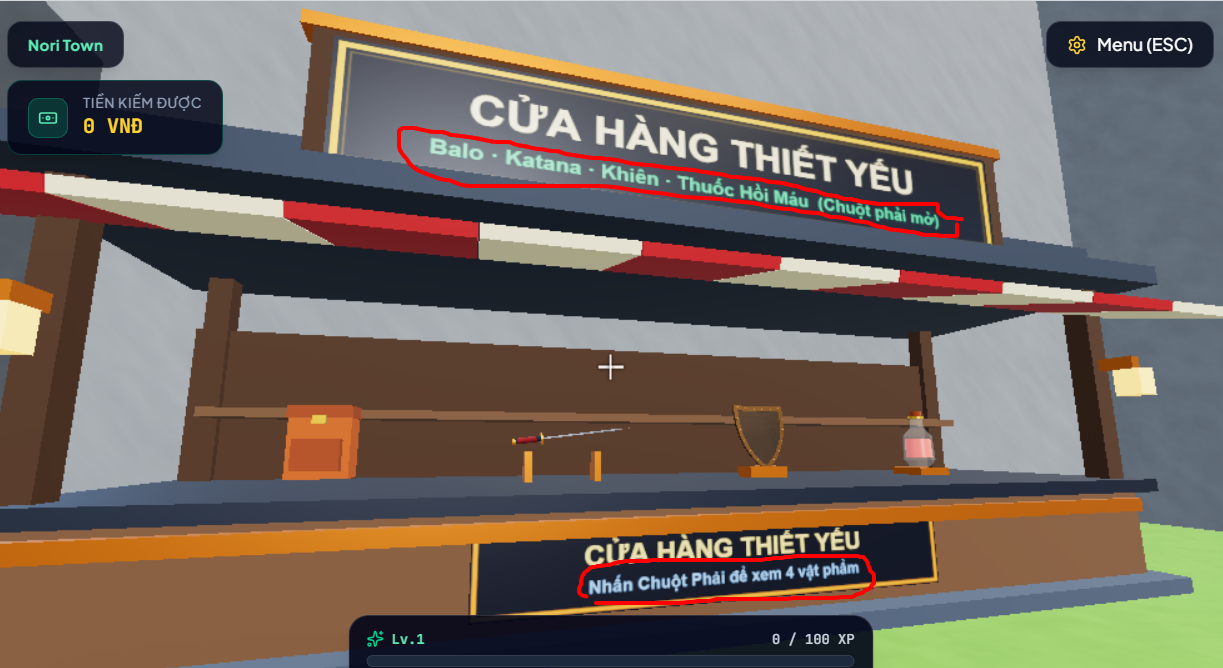 Nori Town
Menu (ESC)
TIỀN KIẾM ĐƯỢC
0 VNĐ
CỬA HÀNG THIẾT YẾU
Balo · Katana · Khiên · Thuốc Hồi Máu (Chuột phải mở)
CỬA HÀNG THIẾT YẾU
Nhấn Chuột Phải để xem 4 vật phẩm
Lv.1
0 / 100 XP